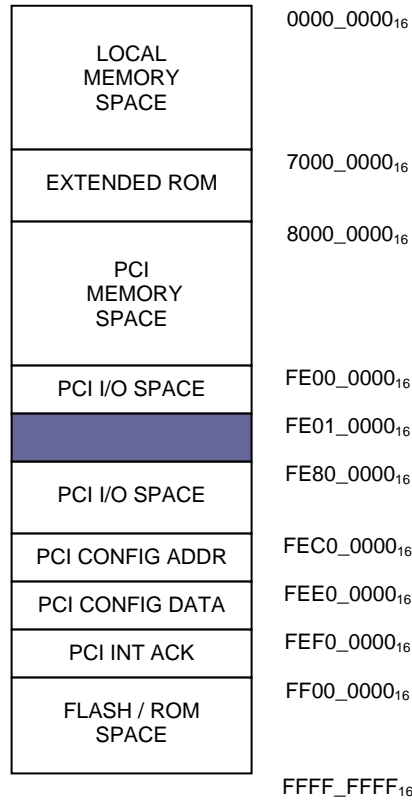 0000_0000₁₆
LOCAL
MEMORY
SPACE
7000_0000₁₆
EXTENDED ROM
8000_0000₁₆
PCI
MEMORY
SPACE
FE00_0000₁₆
PCI I/O SPACE
FE01_0000₁₆
FE80_0000₁₆
PCI I/O SPACE
FEC0_0000₁₆
PCI CONFIG ADDR
FEE0_0000₁₆
PCI CONFIG DATA
FEF0_0000₁₆
PCI INT ACK
FF00_0000₁₆
FLASH / ROM
SPACE
FFFF_FFFF₁₆